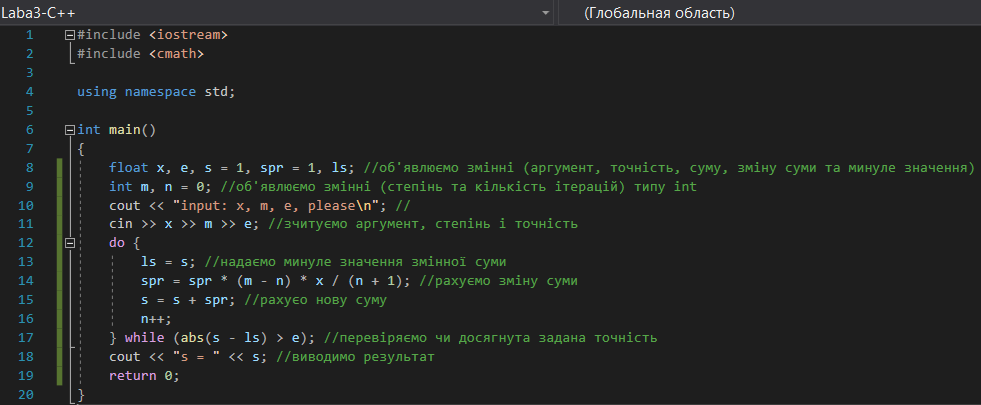 Laba3-C++ (Глобальная область)
1 #include <iostream>
2 #include <cmath>
3
4 using namespace std;
5
6 int main()
7 {
8 float x, e, s = 1, spr = 1, ls; //об'явлюємо змінні (аргумент, точність, суму, зміну суми та минуле значення)
9 int m, n = 0; //об'явлюємо змінні (степінь та кількість ітерацій) типу int
10 cout << "input: x, m, e, please\n"; //
11 cin >> x >> m >> e; //зчитуємо аргумент, степінь і точність
12 do {
13 ls = s; //надаємо минуле значення змінної суми
14 spr = spr * (m - n) * x / (n + 1); //рахуємо зміну суми
15 s = s + spr; //рахуєо нову суму
16 n++;
17 } while (abs(s - ls) > e); //перевіряємо чи досягнута задана точність
18 cout << "s = " << s; //виводимо результат
19 return 0;
20 }